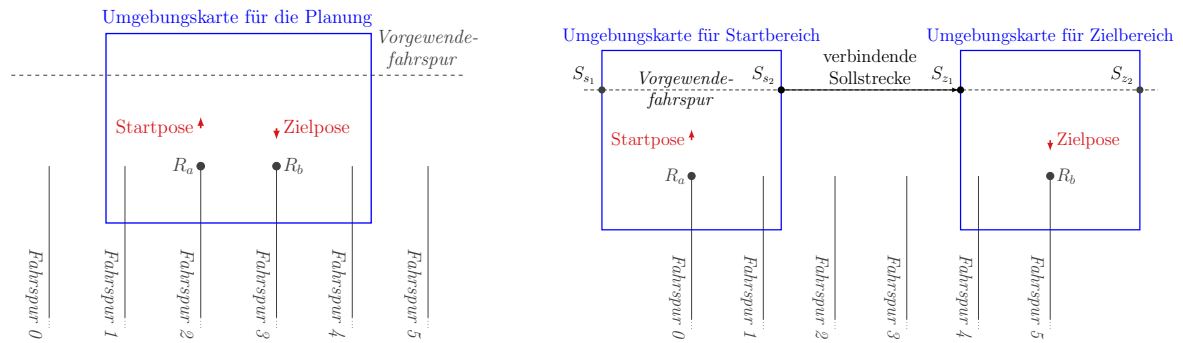 Umgebungskarte für die Planung
Vorgewende-
fahrspur
Startpose
Zielpose
R_a
R_b
Fahrspur 0
Fahrspur 1
Fahrspur 2
Fahrspur 3
Fahrspur 4
Fahrspur 5
Umgebungskarte für Startbereich
Umgebungskarte für Zielbereich
verbindende
Sollstrecke
S_{s_1}
Vorgewende-
fahrspur
S_{s_2}
S_{z_1}
S_{z_2}
Startpose
Zielpose
R_a
R_b
Fahrspur 0
Fahrspur 1
Fahrspur 2
Fahrspur 3
Fahrspur 4
Fahrspur 5